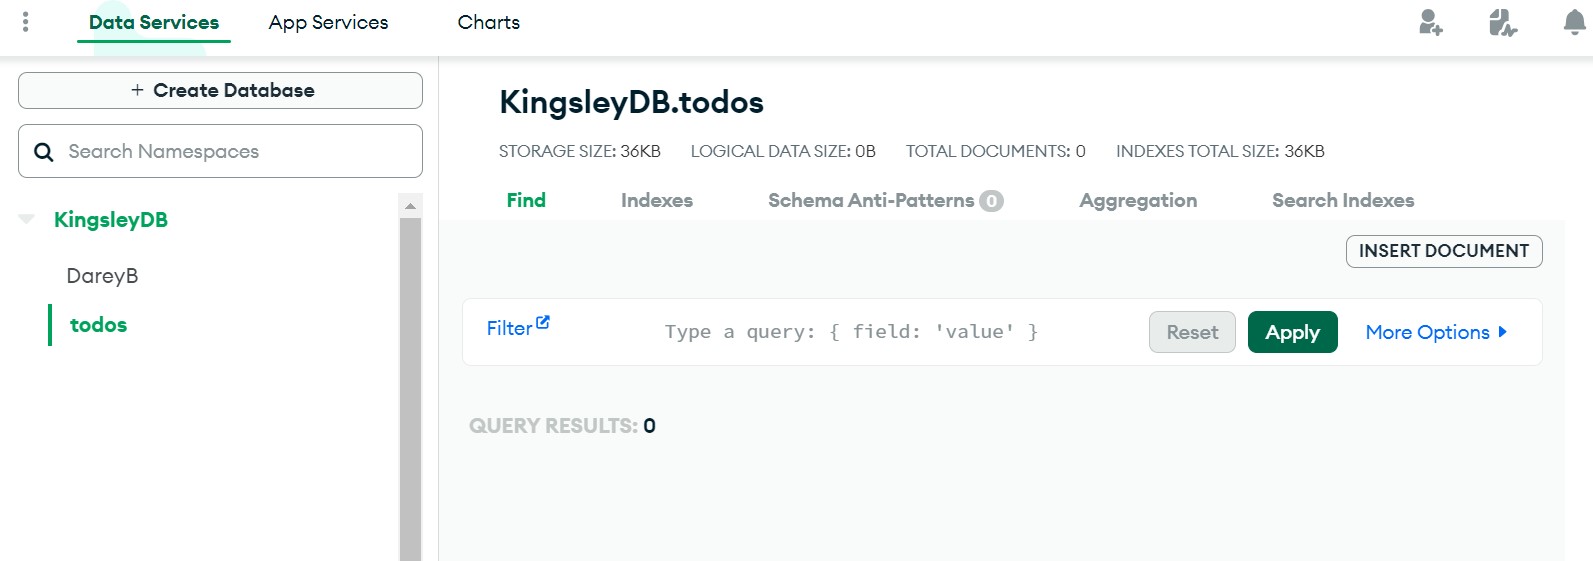 Data Services App Services Charts
+ Create Database
Search Namespaces
KingsleyDB
DareyB
todos
KingsleyDB.todos
STORAGE SIZE: 36KB LOGICAL DATA SIZE: 0B TOTAL DOCUMENTS: 0 INDEXES TOTAL SIZE: 36KB
Find Indexes Schema Anti-Patterns 0 Aggregation Search Indexes
INSERT DOCUMENT
Filter Type a query: { field: 'value' } Reset Apply More Options
QUERY RESULTS: 0